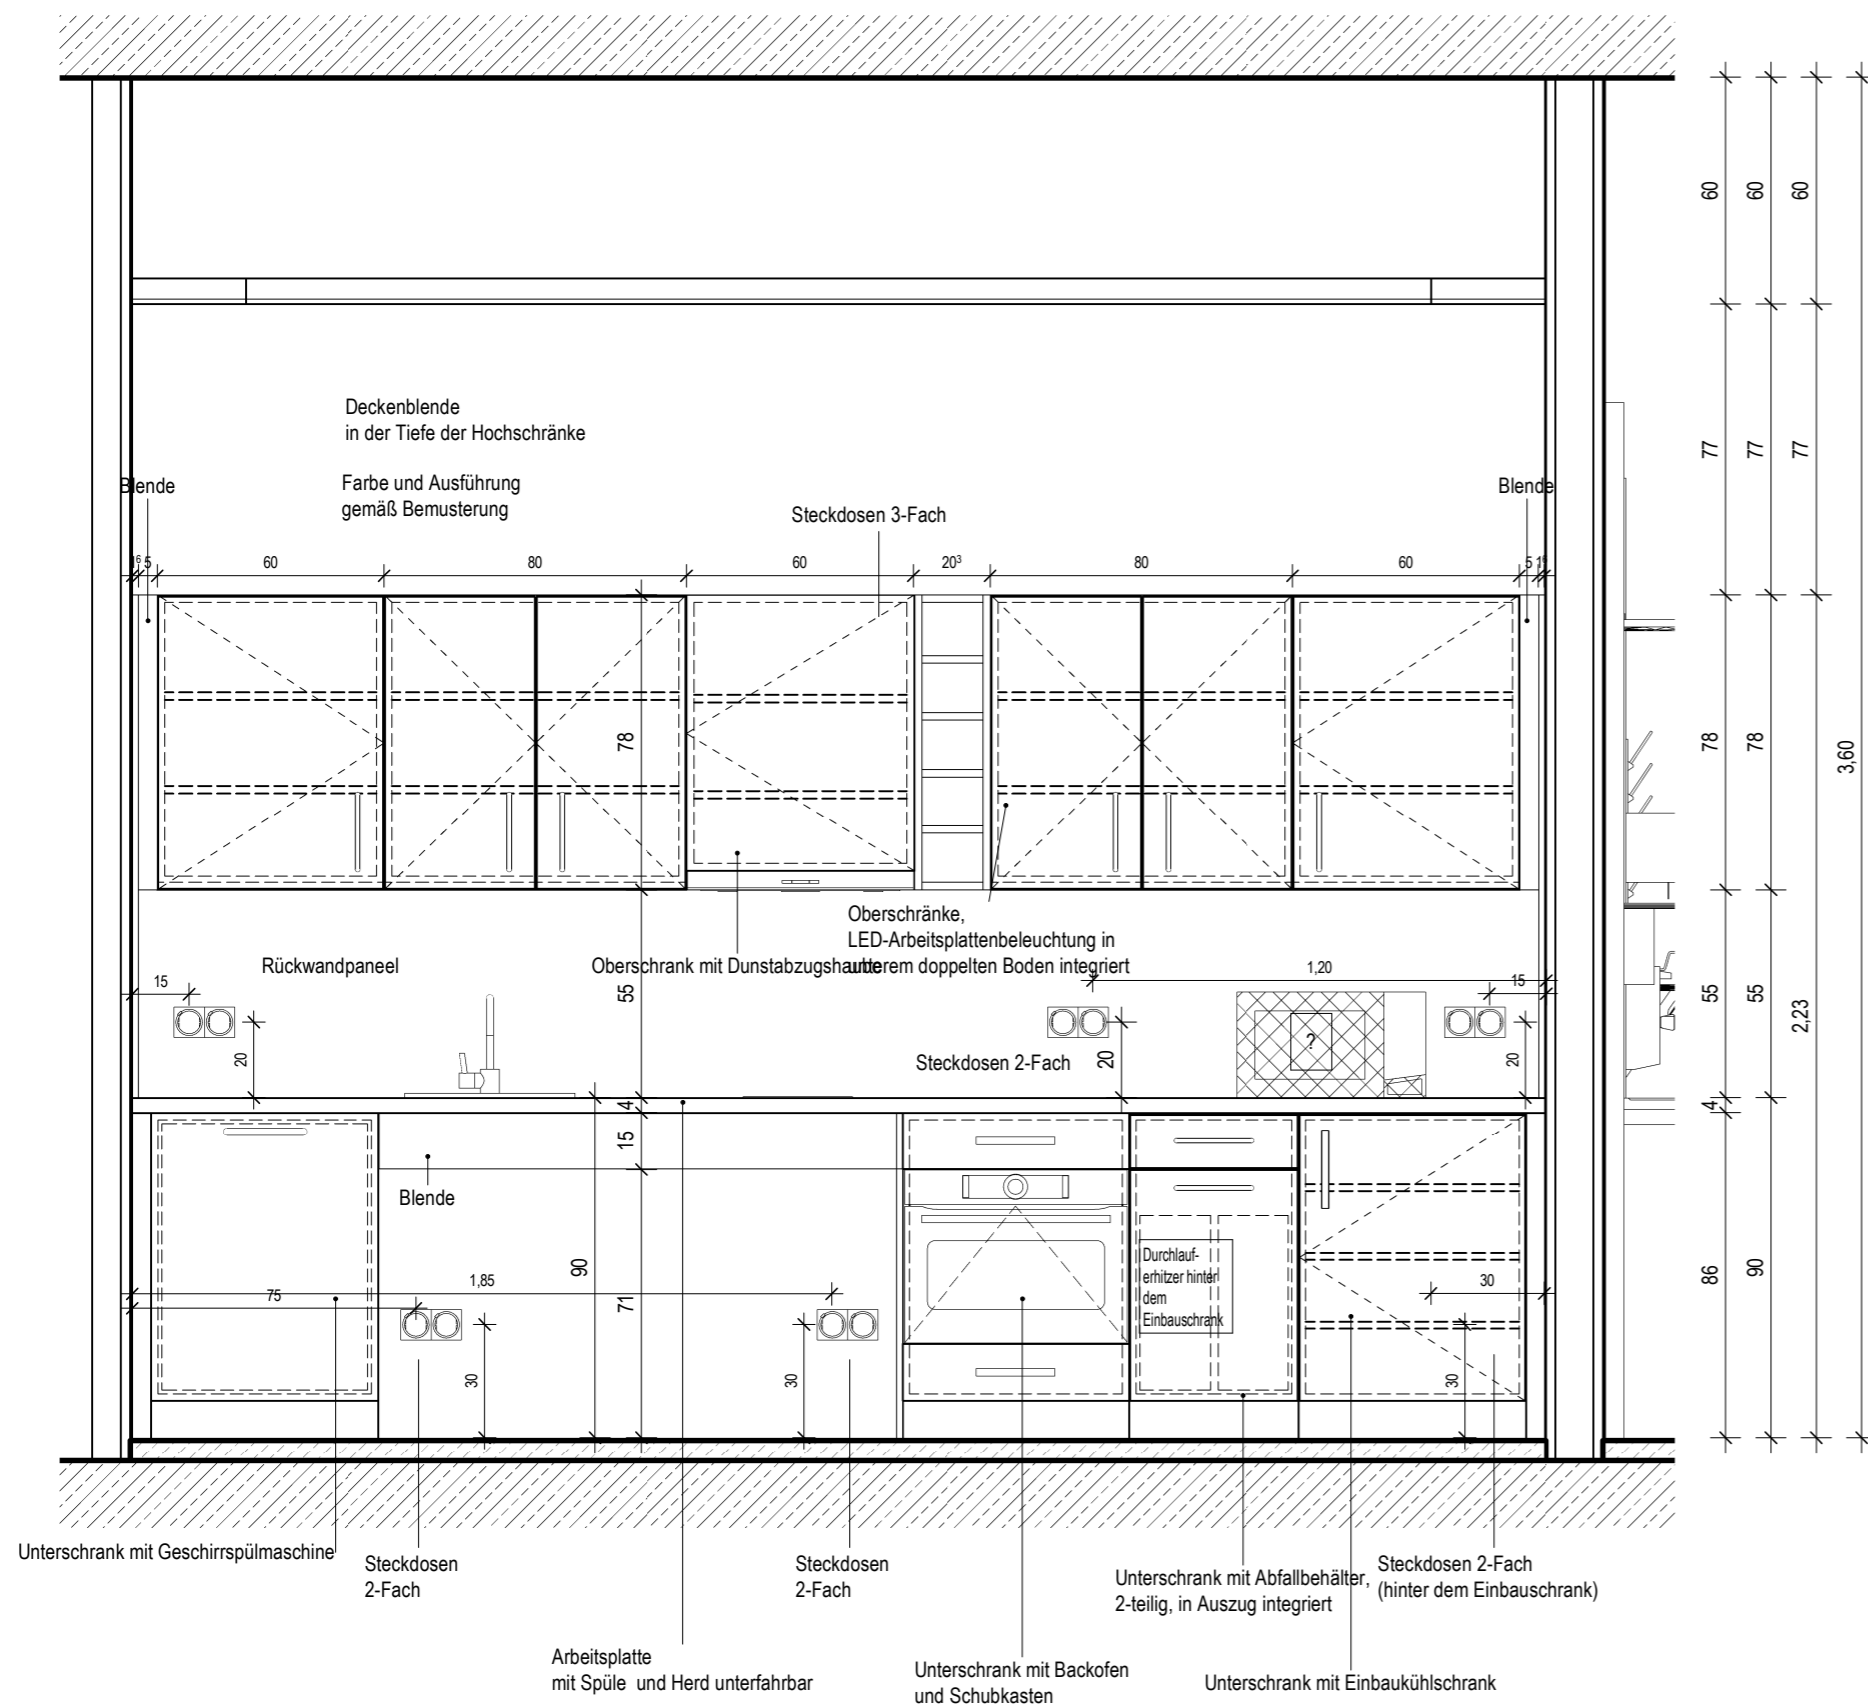 Deckenblende
in der Tiefe der Hochschränke
Farbe und Ausführung
gemäß Bemusterung
Blende
Steckdosen 3-Fach
Blende
1⁶ 5 60 80 60 20³ 80 60 5 1⁶
60 60 60
77 77 77
78 78 78
3,60
Oberschränke,
LED-Arbeitsplattenbeleuchtung in
unterem doppelten Boden integriert
Rückwandpaneel
Oberschrank mit Dunstabzugshaube
15 55 1,20 15
55 55 2,23
20 Steckdosen 2-Fach 20 ? 20
4 4
15
Blende
Durchlauf-
erhitzer hinter
dem
Einbauschrank
75 1,85 90 71 30
86 90
30 30 30
Unterschrank mit Geschirrspülmaschine
Steckdosen
2-Fach
Steckdosen
2-Fach
Unterschrank mit Abfallbehälter,
2-teilig, in Auszug integriert
Steckdosen 2-Fach
(hinter dem Einbauschrank)
Arbeitsplatte
mit Spüle und Herd unterfahrbar
Unterschrank mit Backofen
und Schubkasten
Unterschrank mit Einbaukühlschrank